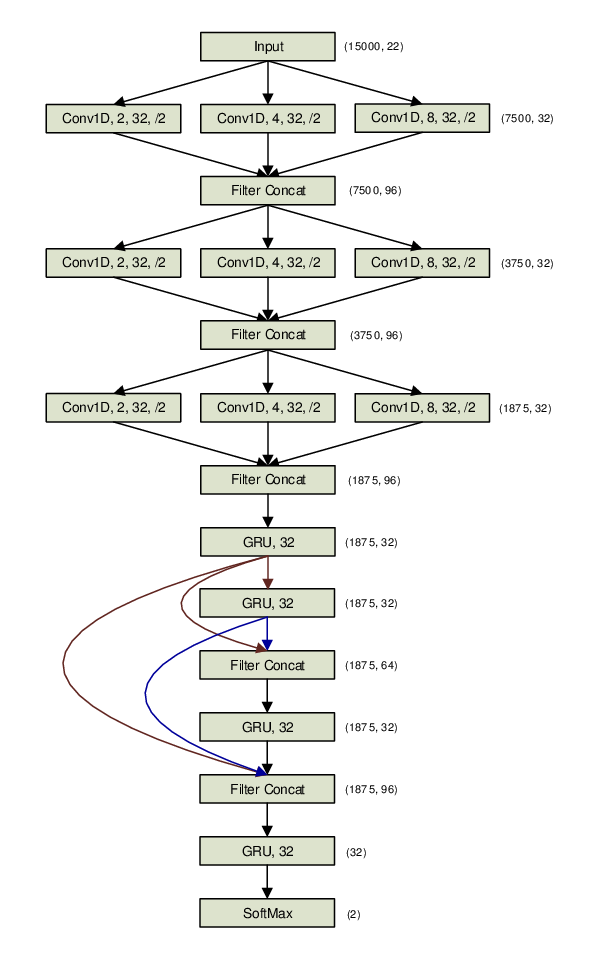 Input (15000, 22)
Conv1D, 2, 32, /2 Conv1D, 4, 32, /2 Conv1D, 8, 32, /2 (7500, 32)
Filter Concat (7500, 96)
Conv1D, 2, 32, /2 Conv1D, 4, 32, /2 Conv1D, 8, 32, /2 (3750, 32)
Filter Concat (3750, 96)
Conv1D, 2, 32, /2 Conv1D, 4, 32, /2 Conv1D, 8, 32, /2 (1875, 32)
Filter Concat (1875, 96)
GRU, 32 (1875, 32)
GRU, 32 (1875, 32)
Filter Concat (1875, 64)
GRU, 32 (1875, 32)
Filter Concat (1875, 96)
GRU, 32 (32)
SoftMax (2)